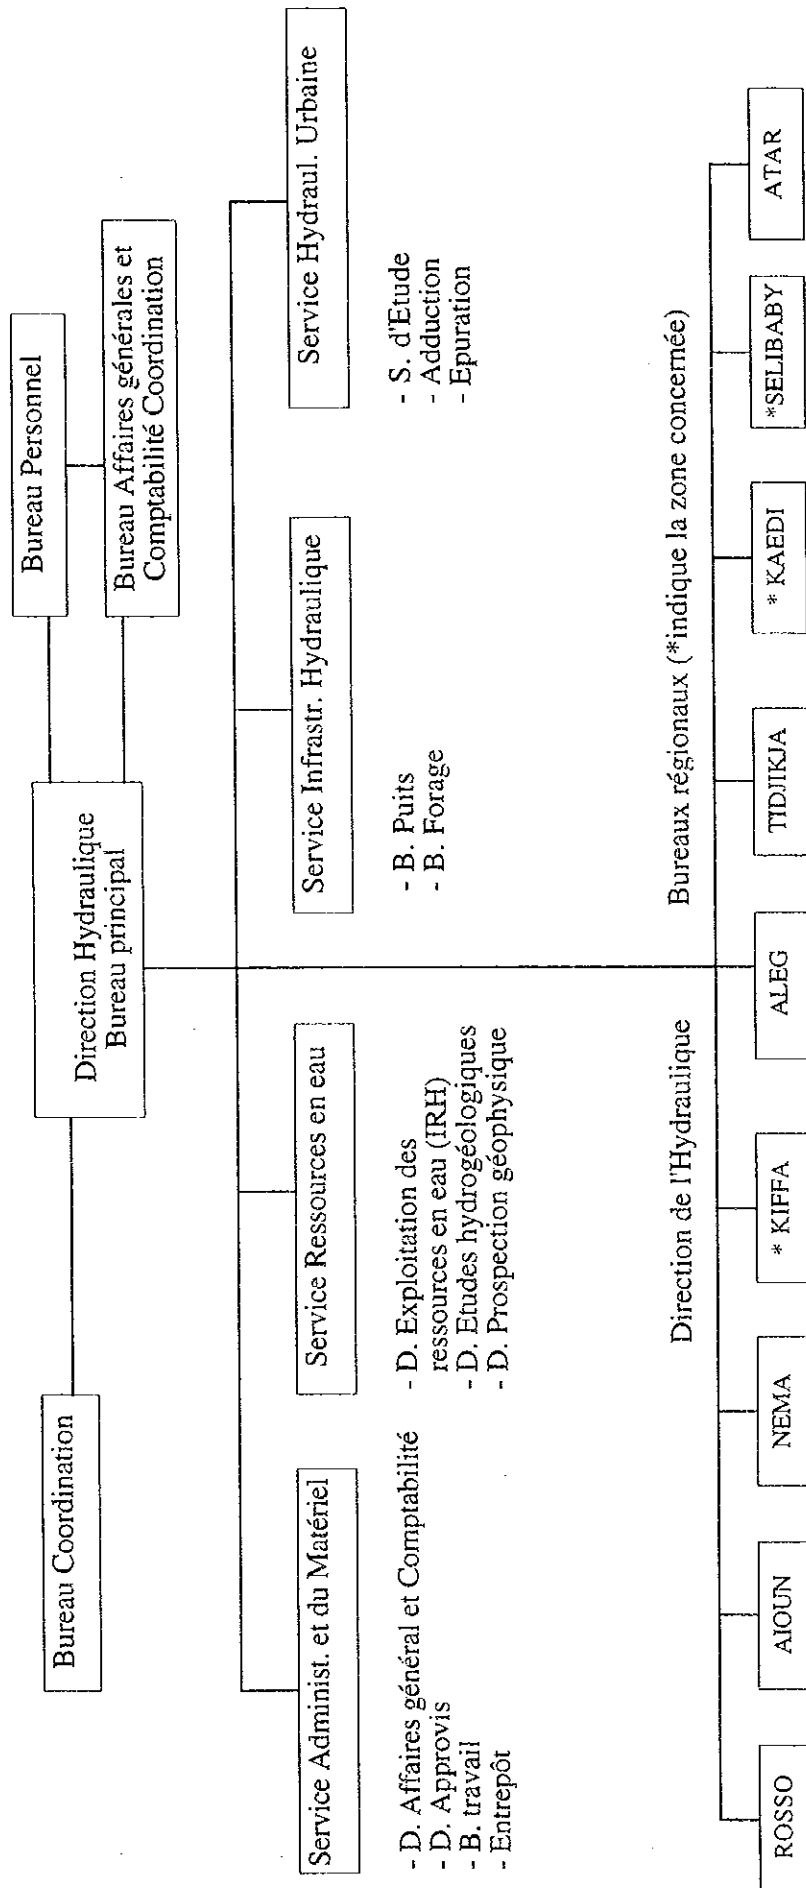 Bureau Personnel
Direction Hydraulique
Bureau principal
Bureau Coordination
Bureau Affaires générales et
Comptabilité Coordination
Service Administ. et du Matériel
- D. Affaires général et Comptabilité
- D. Approvis
- B. travail
- Entrepôt
Service Ressources en eau
- D. Exploitation des
ressources en eau (IRH)
- D. Etudes hydrogéologiques
- D. Prospection géophysique
Service Infrastr. Hydraulique
- B. Puits
- B. Forage
Service Hydraul. Urbaine
- S. d'Etude
- Adduction
- Epuration
Direction de l'Hydraulique
Bureaux régionaux (*indique la zone concernée)
ROSSO
AIOUN
NEMA
* KIFFA
ALEG
TIDJIKJA
* KAEDI
*SELIBABY
ATAR